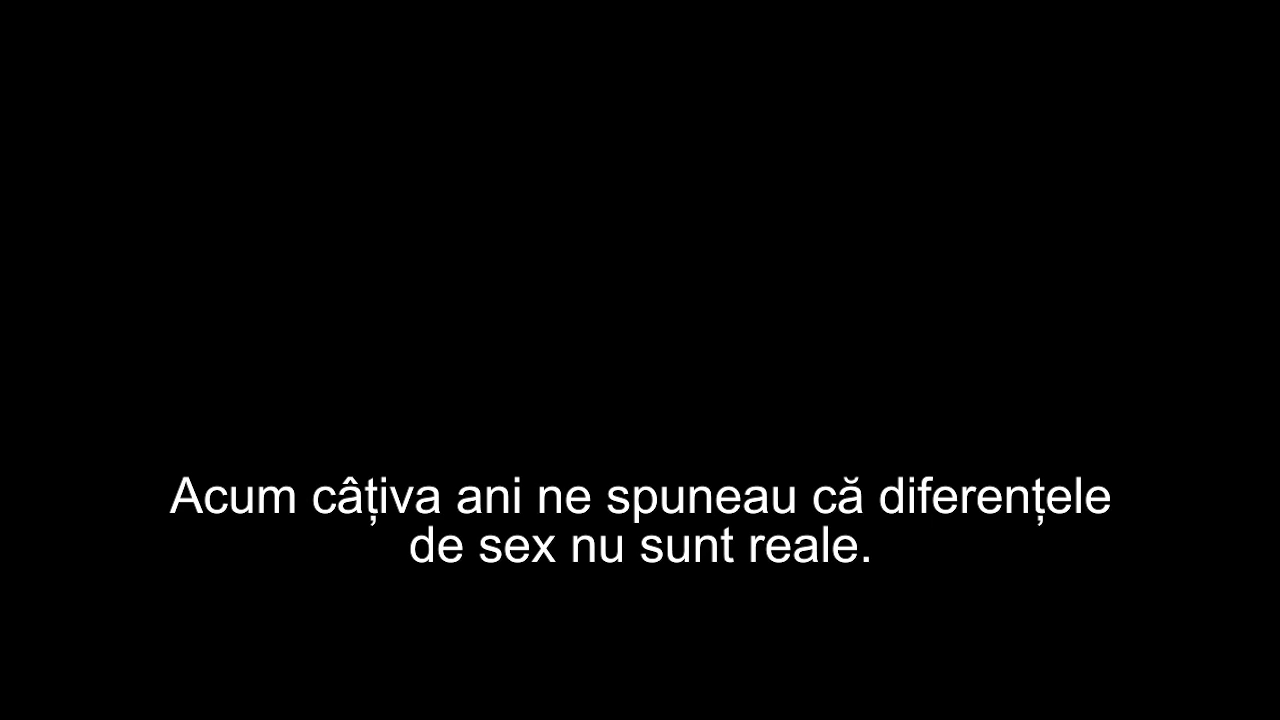 Acum câțiva ani ne spuneau că diferențele
de sex nu sunt reale.